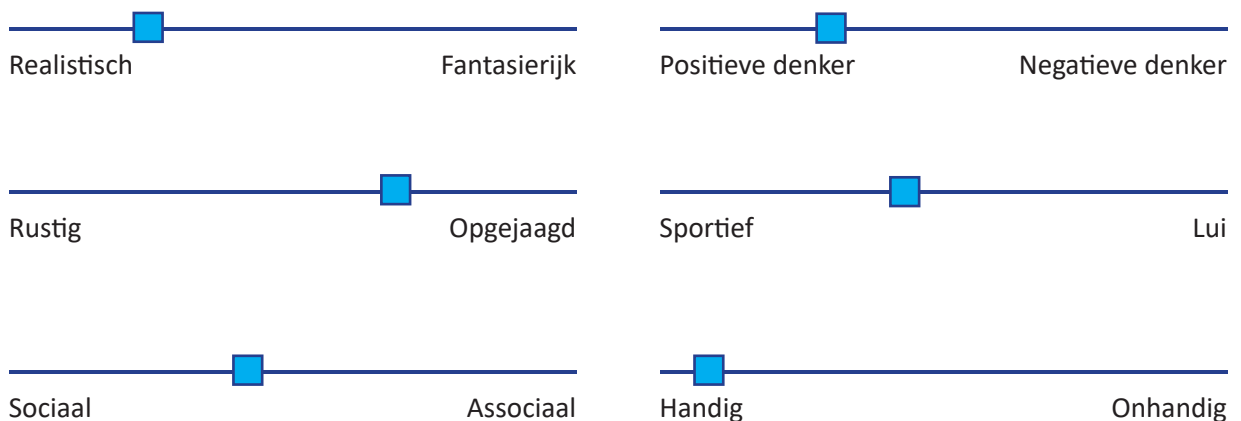 Realistisch Fantasierijk Positieve denker Negatieve denker
Rustig Opgejaagd Sportief Lui
Sociaal Associaal Handig Onhandig